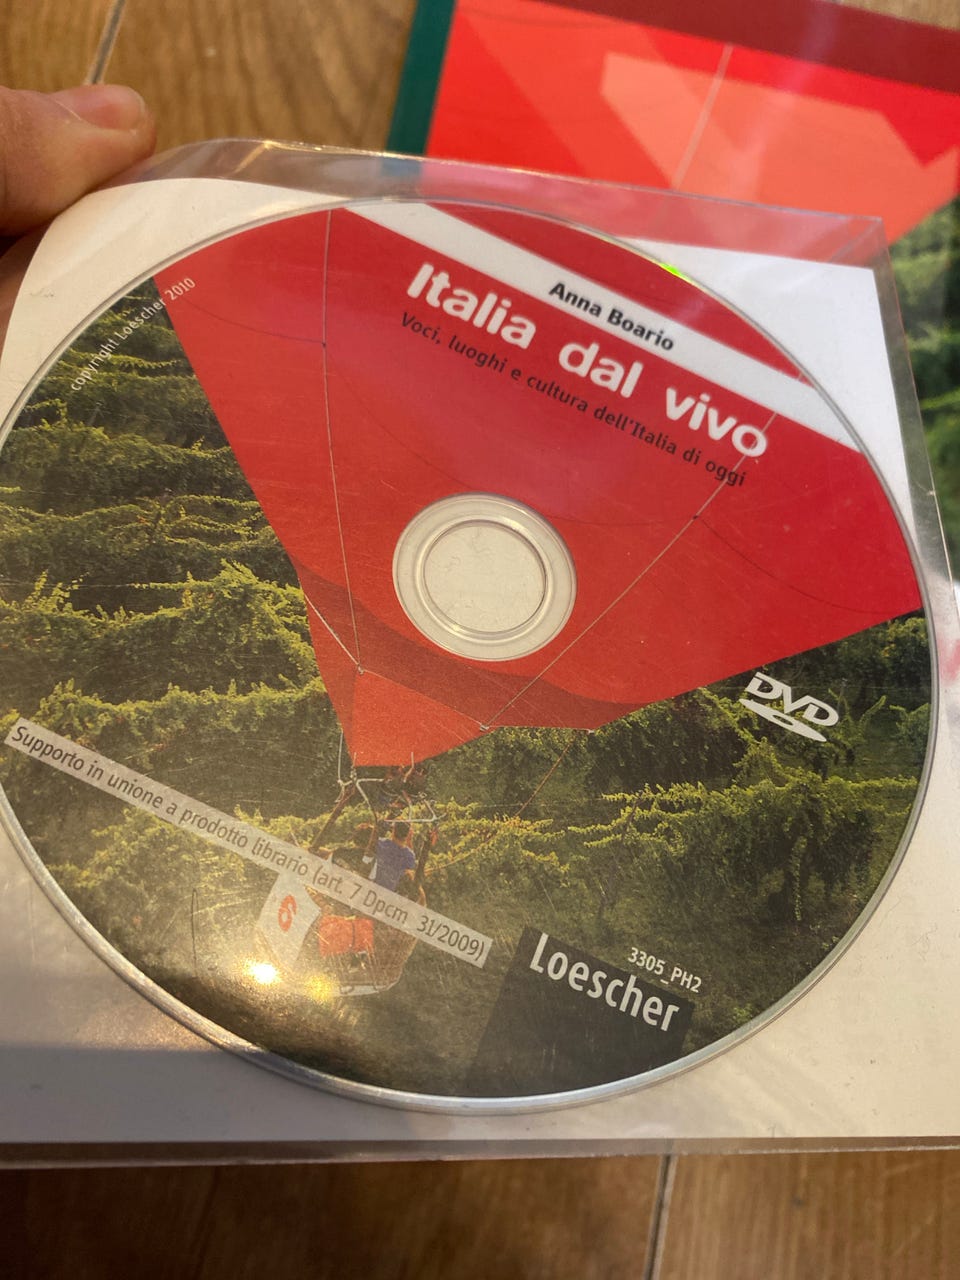 Anna Boario
Italia dal vivo
Voci, luoghi e cultura dell'Italia di oggi
copyright Loescher 2010
DVD
Supporto in unione a prodotto librario (art. 7 Dpcm 31/2009)
6
3305_PH2
Loescher